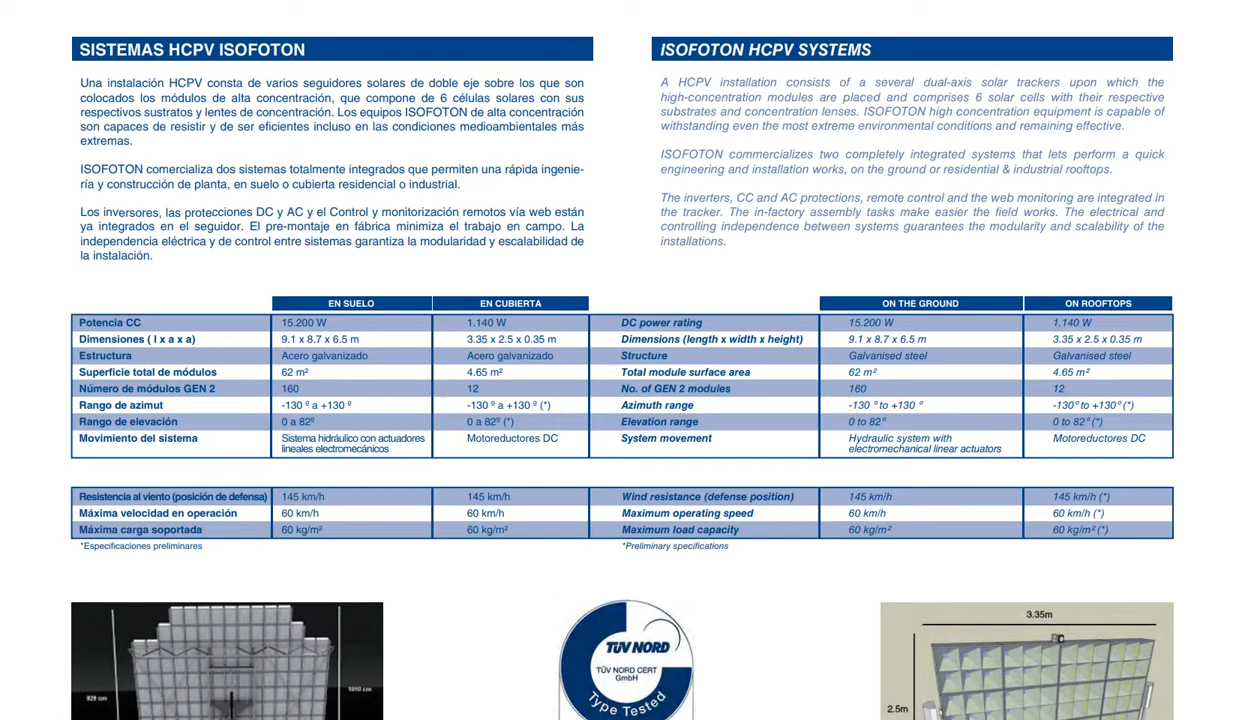 SISTEMAS HCPV ISOFOTON
Una instalación HCPV consta de varios seguidores solares de doble eje sobre los que son
colocados los módulos de alta concentración, que compone de 6 células solares con sus
respectivos sustratos y lentes de concentración. Los equipos ISOFOTON de alta concentración
son capaces de resistir y de ser eficientes incluso en las condiciones medioambientales más
extremas.
ISOFOTON comercializa dos sistemas totalmente integrados que permiten una rápida ingenie-
ría y construcción de planta, en suelo o cubierta residencial o industrial.
Los inversores, las protecciones DC y AC y el Control y monitorización remotos vía web están
ya integrados en el seguidor. El pre-montaje en fábrica minimiza el trabajo en campo. La
independencia eléctrica y de control entre sistemas garantiza la modularidad y escalabilidad de
la instalación.
ISOFOTON HCPV SYSTEMS
A HCPV installation consists of a several dual-axis solar trackers upon which the
high-concentration modules are placed and comprises 6 solar cells with their respective
substrates and concentration lenses. ISOFOTON high concentration equipment is capable of
withstanding even the most extreme environmental conditions and remaining effective.
ISOFOTON commercializes two completely integrated systems that lets perform a quick
engineering and installation works, on the ground or residential & industrial rooftops.
The inverters, CC and AC protections, remote control and the web monitoring are integrated in
the tracker. The in-factory assembly tasks make easier the field works. The electrical and
controlling independence between systems guarantees the modularity and scalability of the
installations.
EN SUELO EN CUBIERTA ON THE GROUND ON ROOFTOPS
Potencia CC 15.200 W 1.140 W DC power rating 15.200 W 1.140 W
Dimensiones ( l x a x a) 9.1 x 8.7 x 6.5 m 3.35 x 2.5 x 0.35 m Dimensions (length x width x height) 9.1 x 8.7 x 6.5 m 3.35 x 2.5 x 0.35 m
Estructura Acero galvanizado Acero galvanizado Structure Galvanised steel Galvanised steel
Superficie total de módulos 62 m² 4.65 m² Total module surface area 62 m² 4.65 m²
Número de módulos GEN 2 160 12 No. of GEN 2 modules 160 12
Rango de azimut -130 º a +130 º -130 º a +130 º (*) Azimuth range -130 º to +130 º -130º to +130º (*)
Rango de elevación 0 a 82º 0 a 82º (*) Elevation range 0 to 82º 0 to 82º (*)
Movimiento del sistema Sistema hidráulico con actuadores Motoreductores DC System movement Hydraulic system with Motoreductores DC
lineales electromecánicos electromechanical linear actuators
Resistencia al viento (posición de defensa) 145 km/h 145 km/h Wind resistance (defense position) 145 km/h 145 km/h (*)
Máxima velocidad en operación 60 km/h 60 km/h Maximum operating speed 60 km/h 60 km/h (*)
Máxima carga soportada 60 kg/m² 60 kg/m² Maximum load capacity 60 kg/m² 60 kg/m² (*)
*Especificaciones preliminares *Preliminary specifications
929 cm
1010 cm
TÜV NORD
TÜV NORD CERT
GmbH
Type Tested
3.35m
2.5m